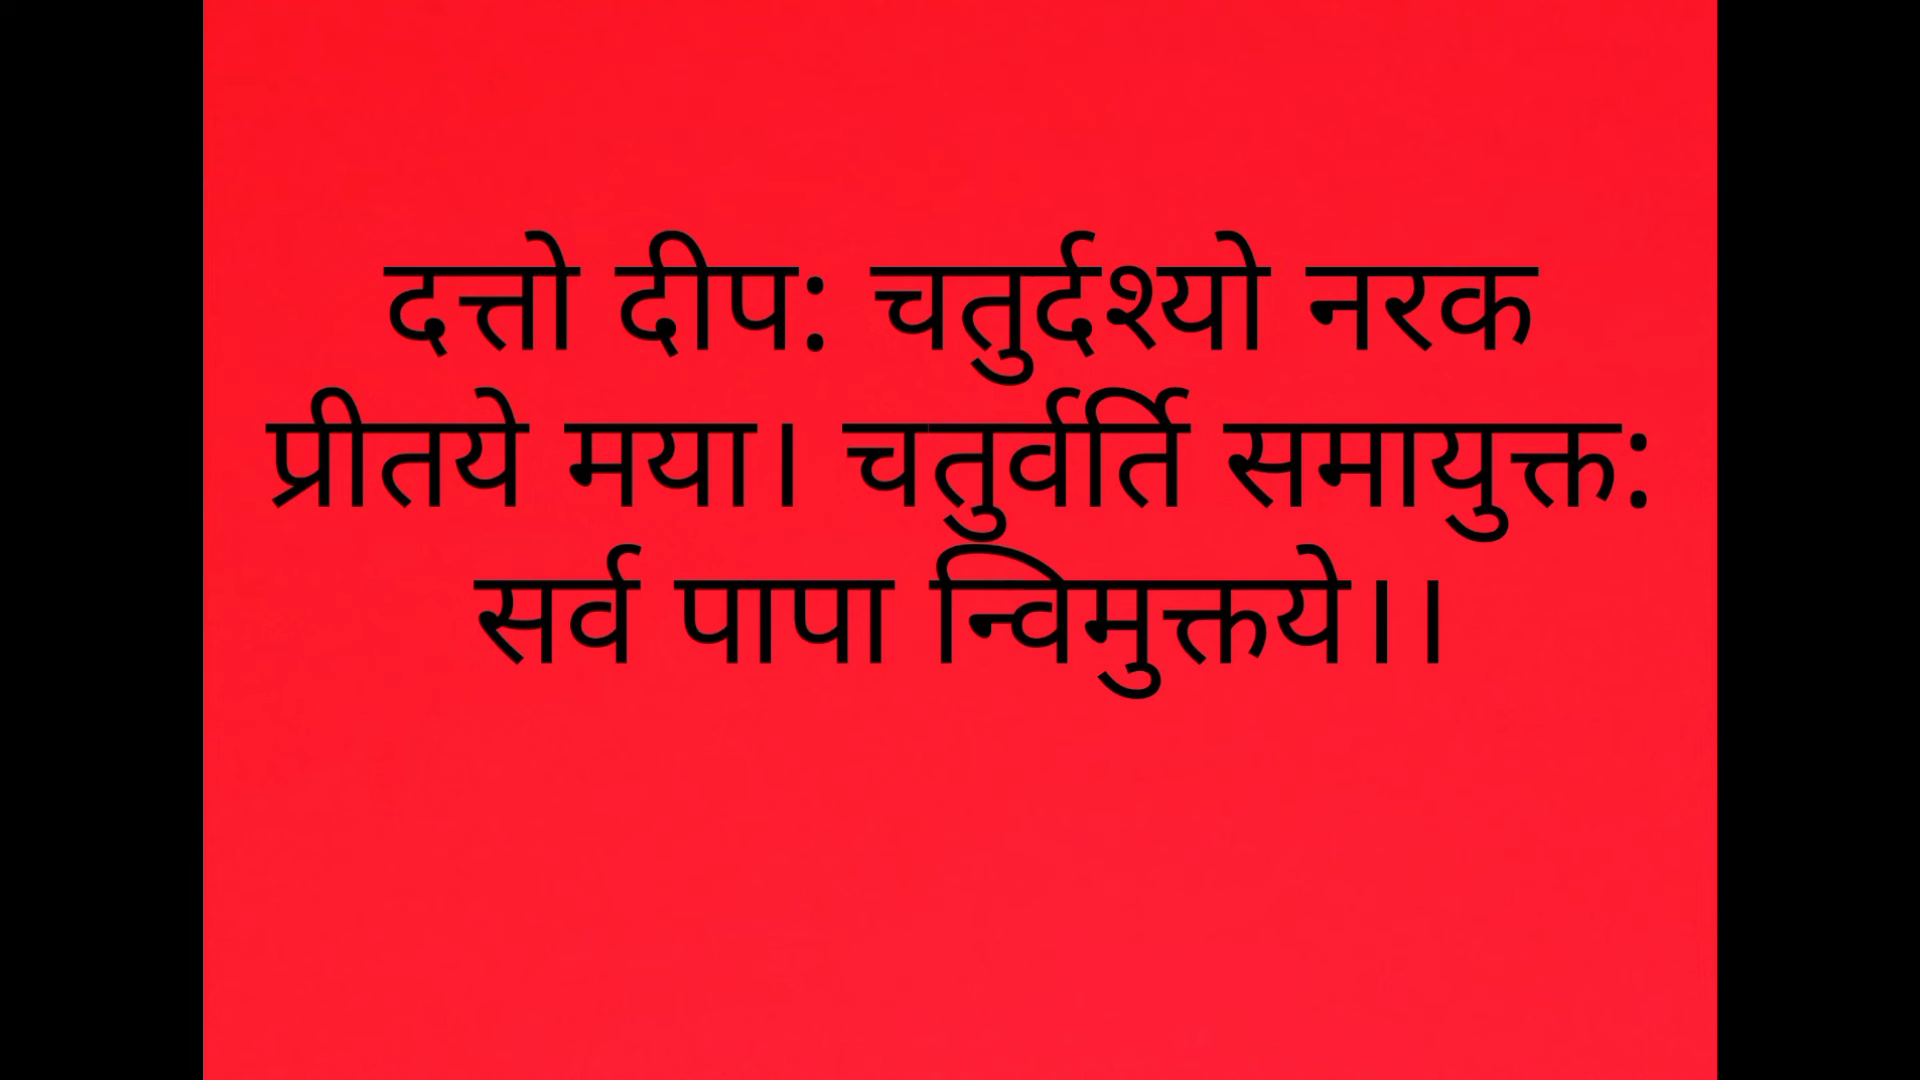 दत्तो दीप: चतुर्दश्यो नरक
प्रीतये मया। चतुर्वर्ति समायुक्त:
सर्व पापा न्विमुक्तये।।